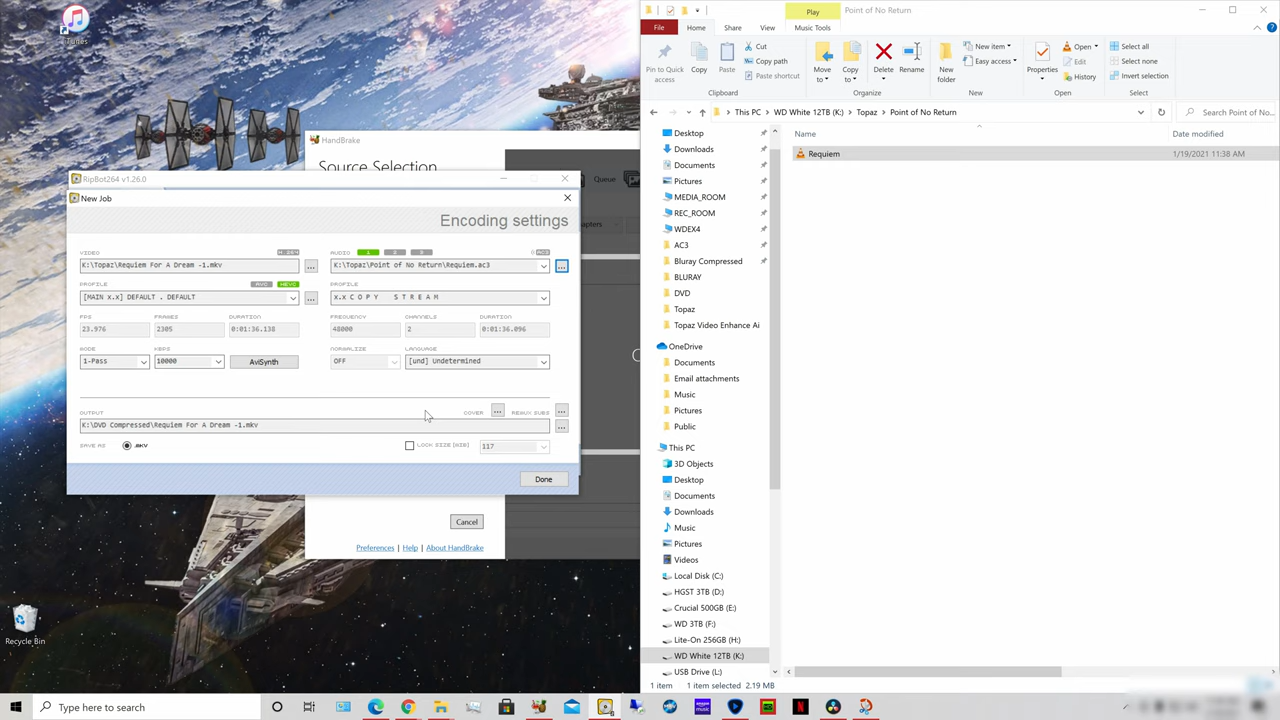 iTunes
HandBrake
Source Selection
Queue
RipBot264 v1.26.0
New Job
Encoding settings
VIDEO
H.264
K:\Topaz\Requiem For A Dream -1.mkv
...
PROFILE
AVC
HEVC
[MAIN x.x] DEFAULT . DEFAULT
...
FPS
FRAMES
DURATION
23.976
2305
0:01:36.138
MODE
KBPS
1-Pass
10000
AviSynth
AUDIO
1
2
3
AC3
K:\Topaz\Point of No Return\Requiem.ac3
...
PROFILE
x.x C O P Y S T R E A M
FREQUENCY
CHANNELS
DURATION
48000
2
0:01:36.096
NORMALIZE
LANGUAGE
OFF
[und] Undetermined
OUTPUT
COVER
...
REMUX SUBS
...
K:\DVD Compressed\Requiem For A Dream -1.mkv
...
SAVE AS
.MKV
LOCK SIZE [MIB]
117
Done
Cancel
Preferences
Help
About HandBrake
Recycle Bin
Play
Point of No Return
File
Home
Share
View
Music Tools
Pin to Quick access
Copy
Paste
Cut
Copy path
Paste shortcut
Clipboard
Move to
Copy to
Delete
Rename
Organize
New folder
New item
Easy access
New
Properties
Open
Edit
History
Open
Select all
Select none
Invert selection
Select
This PC > WD White 12TB (K:) > Topaz > Point of No Return
Search Point of No...
Name
Date modified
Requiem
1/19/2021 11:38 AM
Desktop
Downloads
Documents
Pictures
MEDIA_ROOM
REC_ROOM
WDEX4
AC3
Bluray Compressed
BLURAY
DVD
Topaz
Topaz Video Enhance Ai
OneDrive
Documents
Email attachments
Music
Pictures
Public
This PC
3D Objects
Desktop
Documents
Downloads
Music
Pictures
Videos
Local Disk (C:)
HGST 3TB (D:)
Crucial 500GB (E:)
WD 3TB (F:)
Lite-On 256GB (H:)
WD White 12TB (K:)
USB Drive (L:)
1 item
1 item selected 2.19 MB
Type here to search